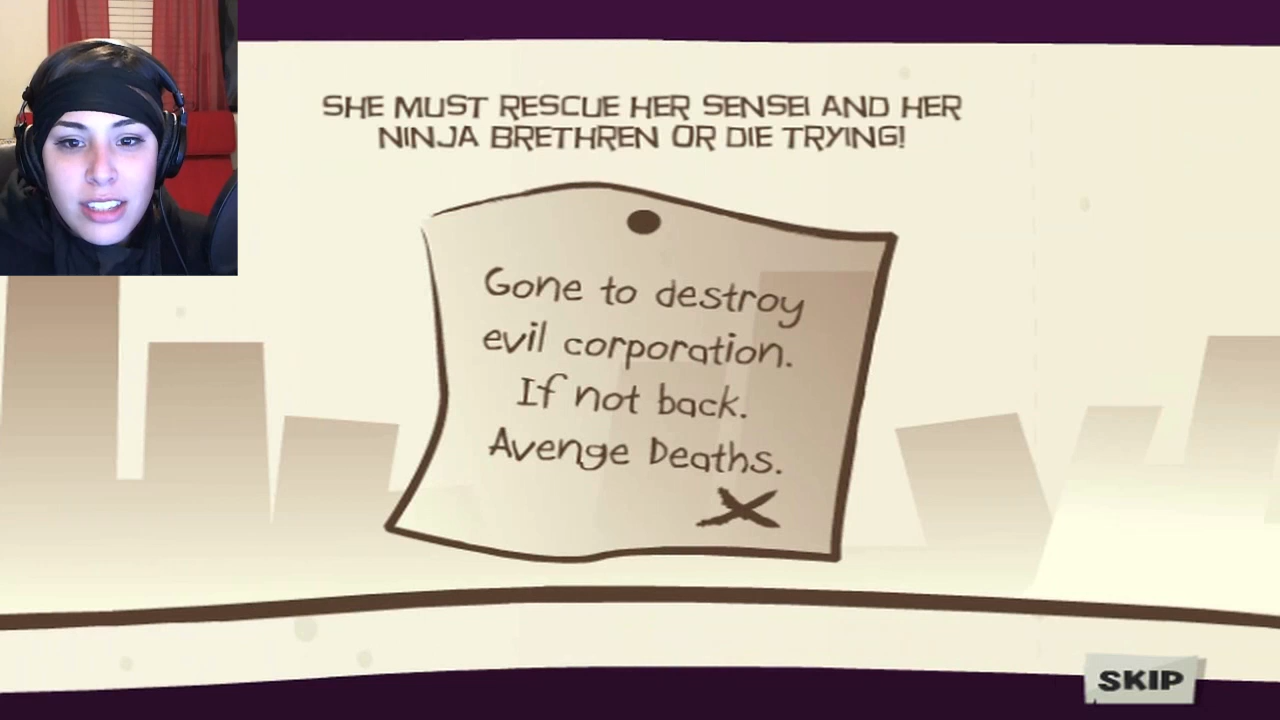 SHE MUST RESCUE HER SENSEI AND HER
NINJA BRETHREN OR DIE TRYING!
Gone to destroy
evil corporation.
If not back.
Avenge Deaths.
X
SKIP